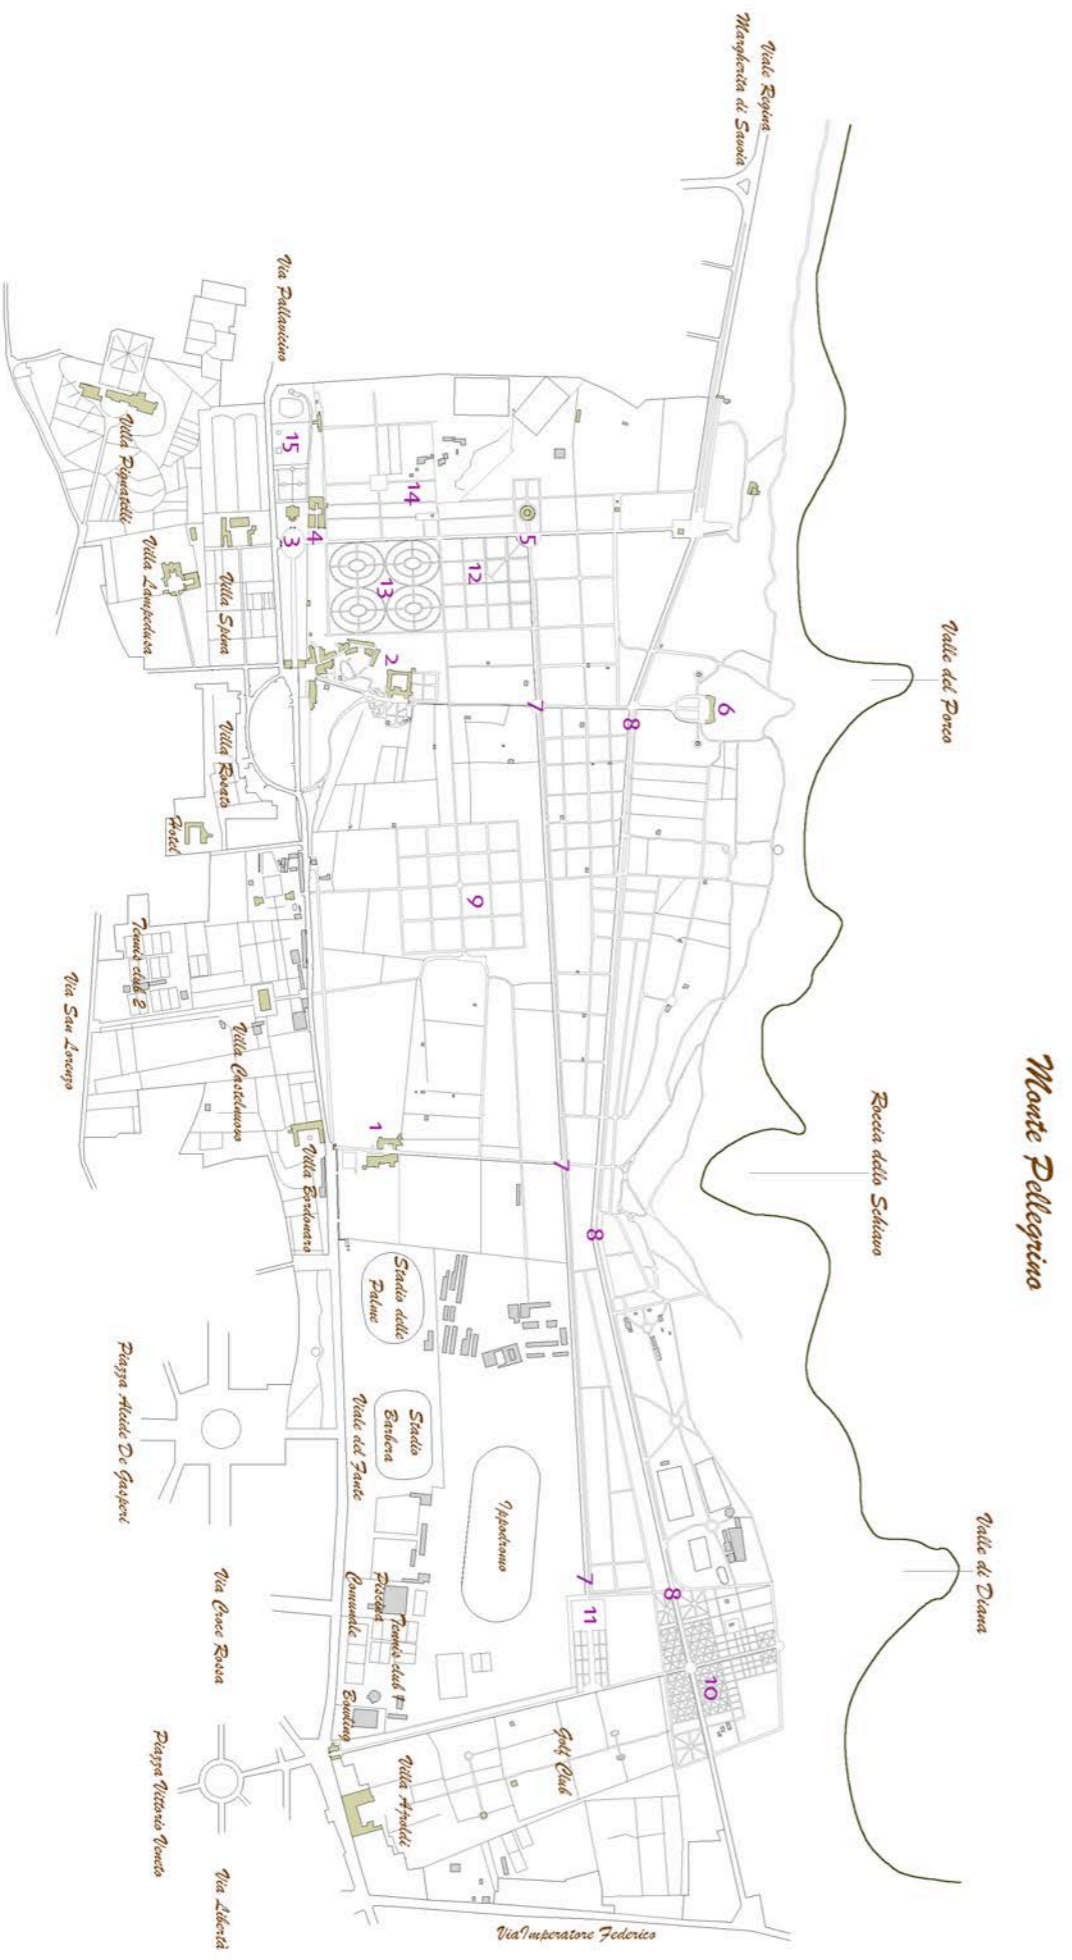 Monte Pellegrino
Valle del Porco
Roccia dello Schiavo
Valle di Diana
Viale Regina
Margherita di Savoia
Via Pallavicino
6
8
8
8
10
7
7
7
11
5
12
14
9
13
2
15
3
4
1
Golf Club
Ippodromo
Stadio delle
Palme
Stadio
Barbera
Viale del Fante
Piscina
Comunale
Tennis club 1
Bowling
Villa Ajroldi
Via Imperatore Federico
Villa Pignatelli
Villa Lampedusa
Villa Spina
Villa Rosato
Hotel
Tennis club 2
Villa Castelnuovo
Villa Bordonaro
Via San Lorenzo
Piazza Alcide De Gasperi
Via Croce Rossa
Piazza Vittorio Veneto
Via Libertà